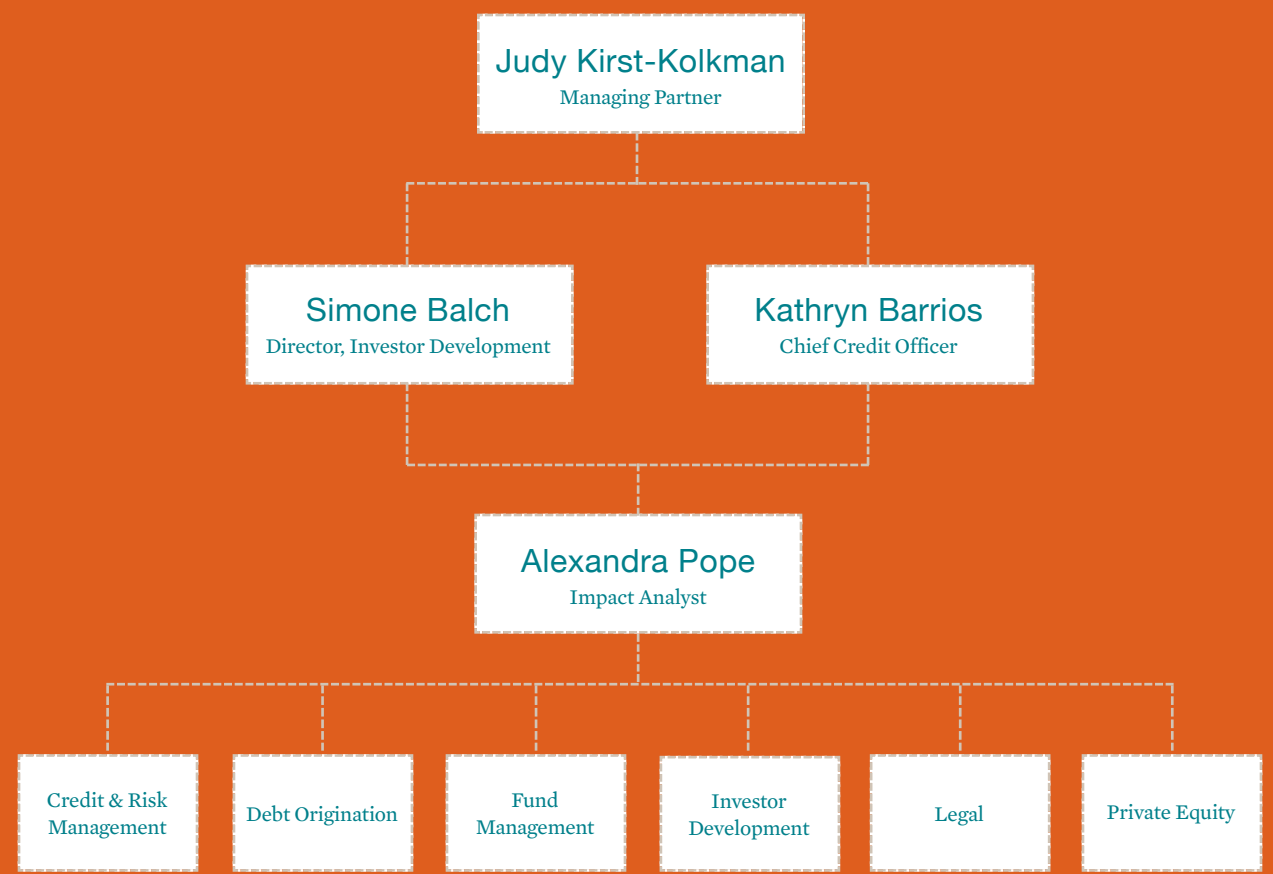 Judy Kirst-Kolkman
Managing Partner
Simone Balch
Director, Investor Development
Kathryn Barrios
Chief Credit Officer
Alexandra Pope
Impact Analyst
Credit & Risk
Management
Debt Origination
Fund
Management
Investor
Development
Legal
Private Equity